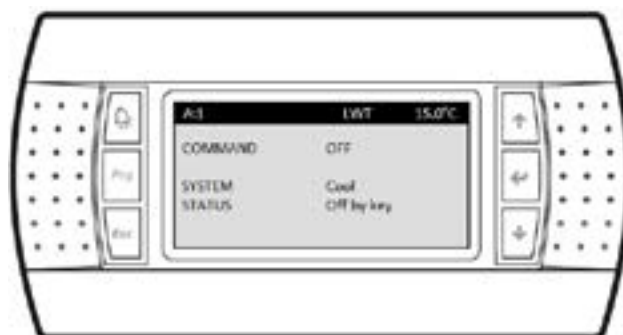 A:1 LWT 15.0°C
COMMAND OFF
SYSTEM Cool
STATUS Off by key
Prg
Esc